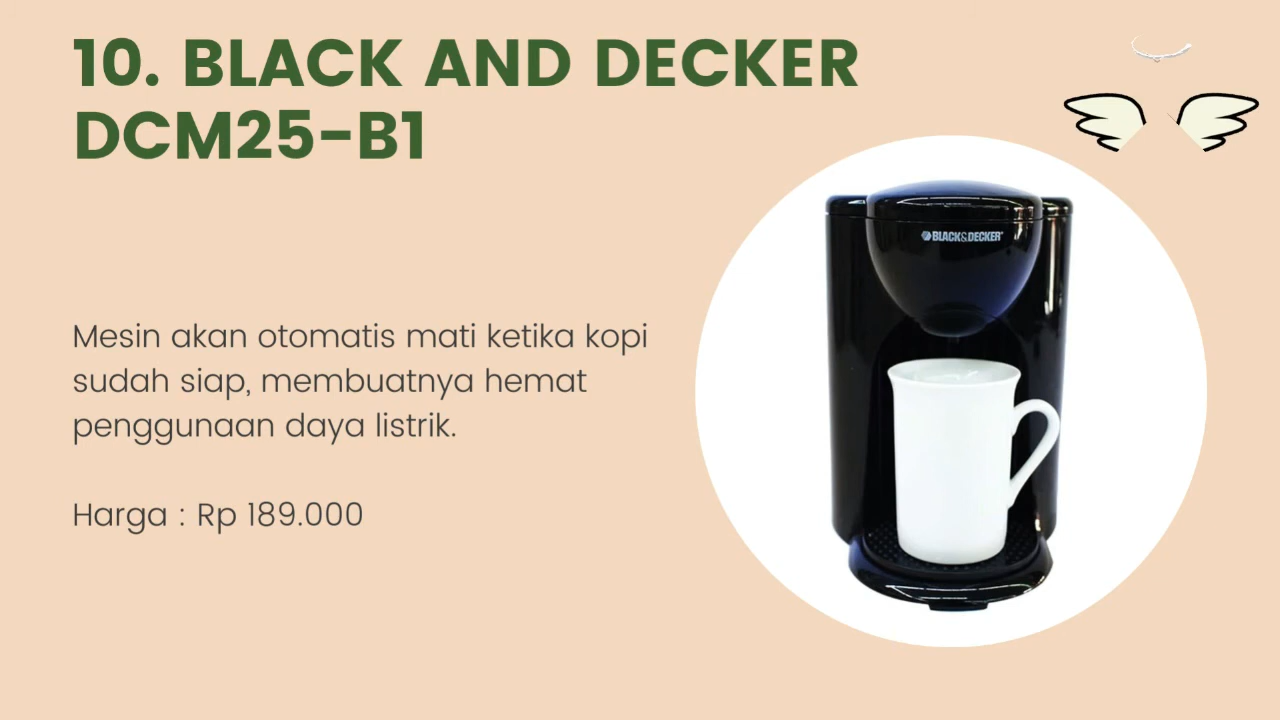 10. BLACK AND DECKER
DCM25-B1
BLACK&DECKER
Mesin akan otomatis mati ketika kopi
sudah siap, membuatnya hemat
penggunaan daya listrik.
Harga : Rp 189.000